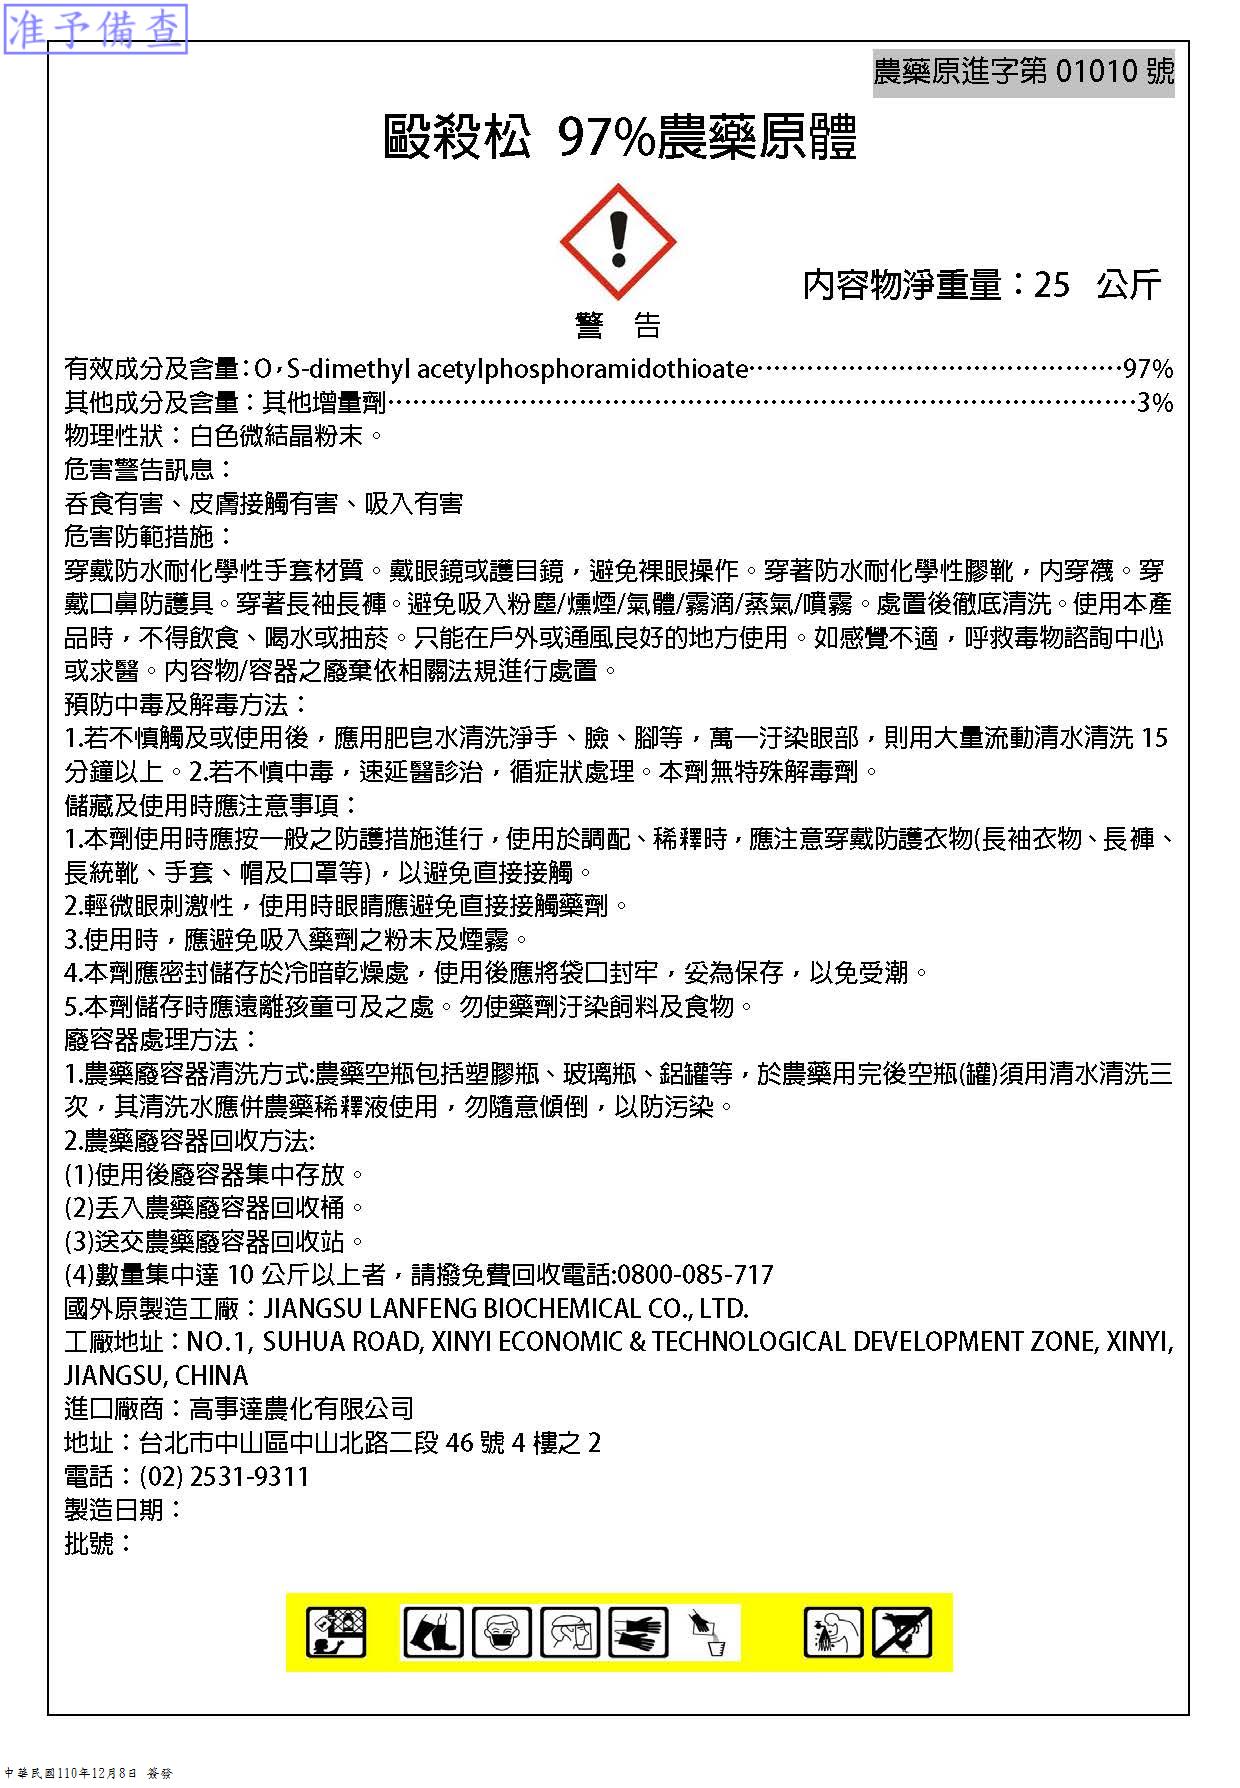 准予備查
農藥原進字第 01010 號
毆殺松 97%農藥原體
內容物淨重量：25 公斤
警 告
有效成分及含量：O，S-dimethyl acetylphosphoramidothioate………………………………………97%
其他成分及含量：其他增量劑………………………………………………………………………………3%
物理性狀：白色微結晶粉末。
危害警告訊息：
吞食有害、皮膚接觸有害、吸入有害
危害防範措施：
穿戴防水耐化學性手套材質。戴眼鏡或護目鏡，避免裸眼操作。穿著防水耐化學性膠靴，內穿襪。穿
戴口鼻防護具。穿著長袖長褲。避免吸入粉塵/燻煙/氣體/霧滴/蒸氣/噴霧。處置後徹底清洗。使用本產
品時，不得飲食、喝水或抽菸。只能在戶外或通風良好的地方使用。如感覺不適，呼救毒物諮詢中心
或求醫。內容物/容器之廢棄依相關法規進行處置。
預防中毒及解毒方法：
1.若不慎觸及或使用後，應用肥皂水清洗淨手、臉、腳等，萬一汙染眼部，則用大量流動清水清洗 15
分鐘以上。2.若不慎中毒，速延醫診治，循症狀處理。本劑無特殊解毒劑。
儲藏及使用時應注意事項：
1.本劑使用時應按一般之防護措施進行，使用於調配、稀釋時，應注意穿戴防護衣物(長袖衣物、長褲、
長統靴、手套、帽及口罩等)，以避免直接接觸。
2.輕微眼刺激性，使用時眼睛應避免直接接觸藥劑。
3.使用時，應避免吸入藥劑之粉末及煙霧。
4.本劑應密封儲存於冷暗乾燥處，使用後應將袋口封牢，妥為保存，以免受潮。
5.本劑儲存時應遠離孩童可及之處。勿使藥劑汙染飼料及食物。
廢容器處理方法：
1.農藥廢容器清洗方式:農藥空瓶包括塑膠瓶、玻璃瓶、鋁罐等，於農藥用完後空瓶(罐)須用清水清洗三
次，其清洗水應併農藥稀釋液使用，勿隨意傾倒，以防污染。
2.農藥廢容器回收方法:
(1)使用後廢容器集中存放。
(2)丟入農藥廢容器回收桶。
(3)送交農藥廢容器回收站。
(4)數量集中達 10 公斤以上者，請撥免費回收電話:0800-085-717
國外原製造工廠：JIANGSU LANFENG BIOCHEMICAL CO., LTD.
工廠地址：NO.1, SUHUA ROAD, XINYI ECONOMIC & TECHNOLOGICAL DEVELOPMENT ZONE, XINYI,
JIANGSU, CHINA
進口廠商：高事達農化有限公司
地址：台北市中山區中山北路二段 46 號 4 樓之 2
電話：(02) 2531-9311
製造日期：
批號：
中華民國110年12月8日 簽發